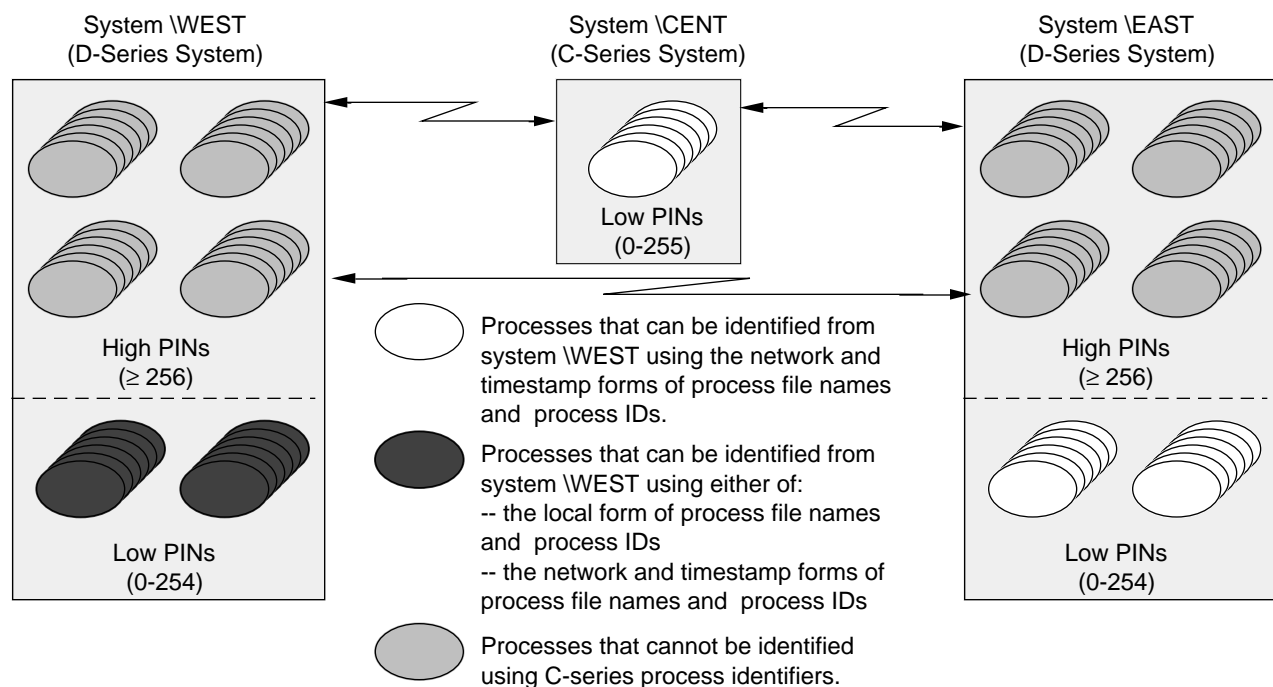 System \WEST
(D-Series System)
System \CENT
(C-Series System)
System \EAST
(D-Series System)
Low PINs
(0-255)
High PINs
(≥ 256)
High PINs
(≥ 256)
Low PINs
(0-254)
Low PINs
(0-254)
Processes that can be identified from
system \WEST using the network and
timestamp forms of process file names
and process IDs.
Processes that can be identified from
system \WEST using either of:
-- the local form of process file names
and process IDs
-- the network and timestamp forms of
process file names and process IDs
Processes that cannot be identified
using C-series process identifiers.